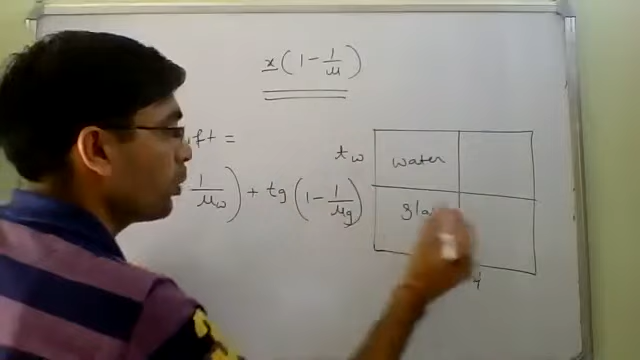 x(1 - 1/μ)
ft =
1/μw) + tg (1 - 1/μg)
tw
water